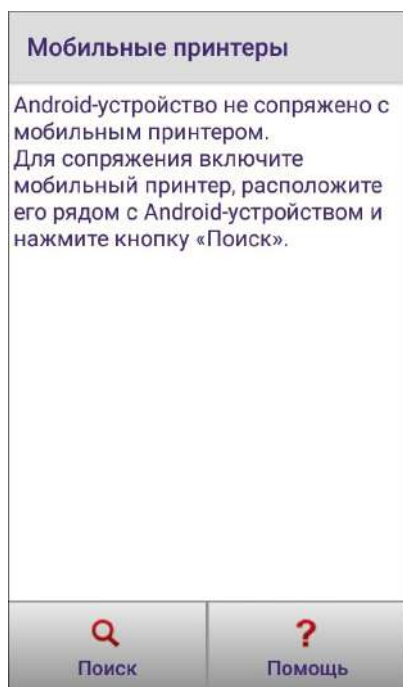 Мобильные принтеры
Android-устройство не сопряжено с
мобильным принтером.
Для сопряжения включите
мобильный принтер, расположите
его рядом с Android-устройством и
нажмите кнопку «Поиск».
Поиск
Помощь